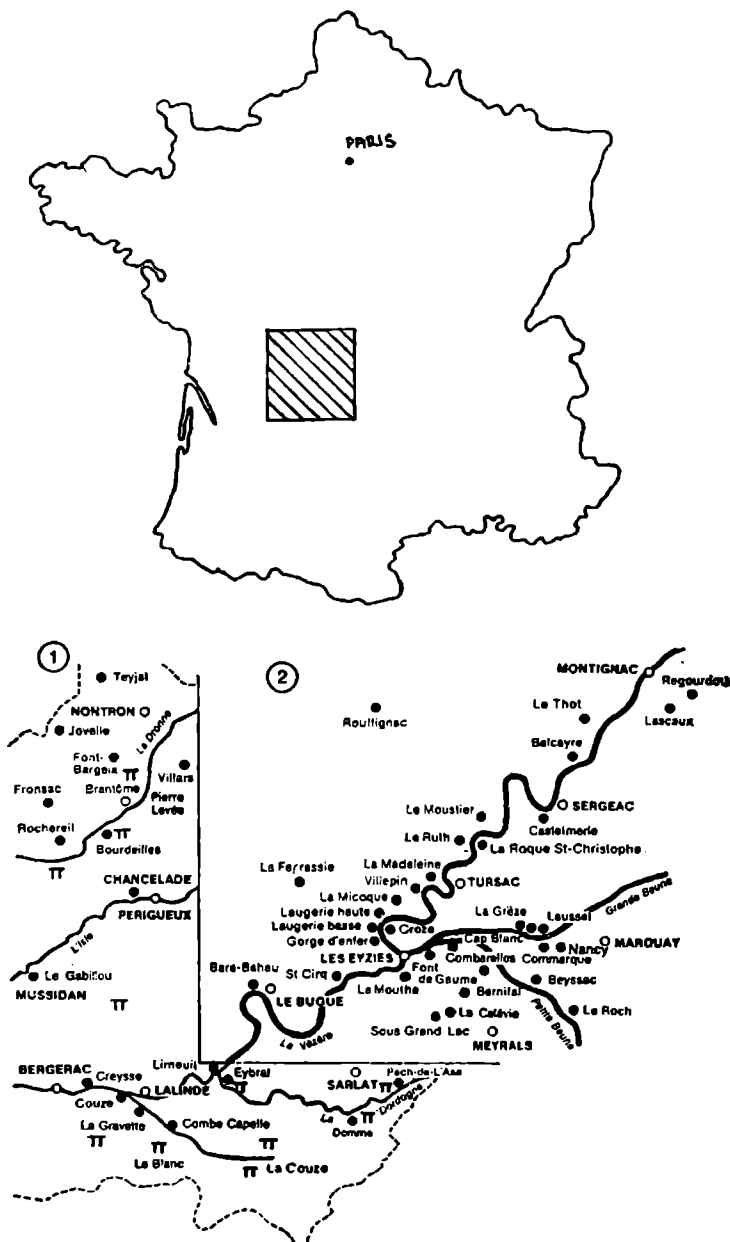 PARIS
1
2
Teyjat
NONTRON
Jovelle
La Dronne
Font-
Bargeix
Villars
Fronsac
Brantôme
Pierre
Levée
Rochereil
Bourdeilles
CHANCELADE
PERIGUEUX
L'Isle
Le Gabillou
MUSSIDAN
MONTIGNAC
Regourdou
Lascaux
Le Thot
Rouffignac
Belcayre
SERGEAC
Le Moustier
Castelmerle
Le Ruth
La Roque St-Christophe
La Madeleine
La Ferrassie
Villepin
TURSAC
La Micoque
Grande Beune
Laugerie haute
La Grèze
Laussel
Laugerie basse
Croze
Gorge d'enfer
Cap Blanc
MARQUAY
Nancy
Combarelles
Commarque
LES EYZIES
Font
de Gaume
St Cirq
La Mouthe
Beyssac
Bernifal
Bara-Bahau
LE BUGUE
La Vézère
La Calévie
Sous Grand Lac
Petite Beune
Le Roch
MEYRALS
Limeuil
Eybral
SARLAT
Pech-de-L'Aze
BERGERAC
Creysse
LALINDE
La Dordogne
Couze
Domme
La Gravette
Combe Capelle
Le Blanc
La Couze